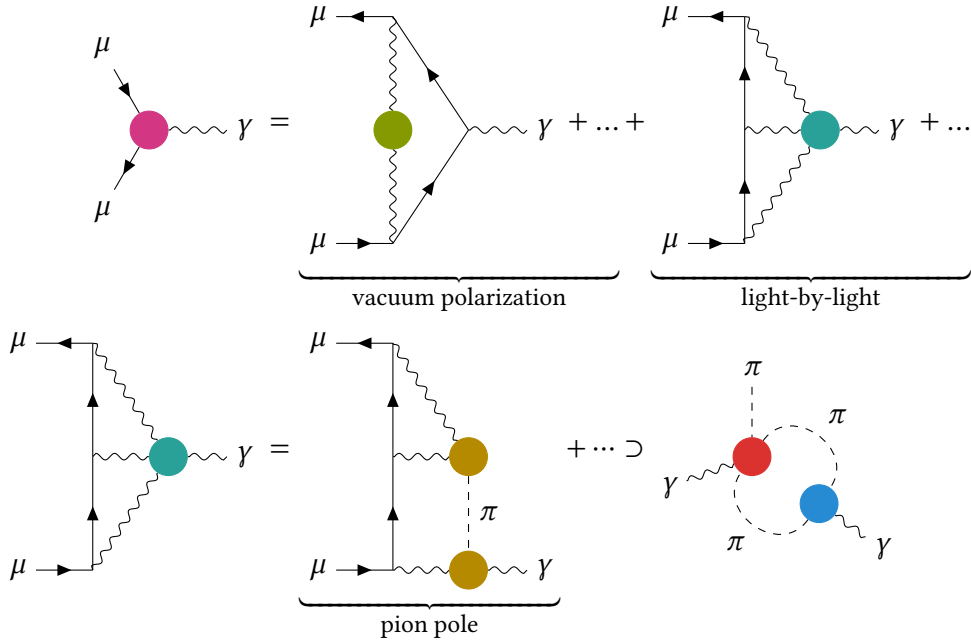 μ
μ
γ =
μ
μ
γ + ... +
vacuum polarization
μ
μ
γ + ...
light-by-light
μ
μ
γ =
μ
μ
π
γ
pion pole
+ ··· ⊃
π
π
γ
π
γ